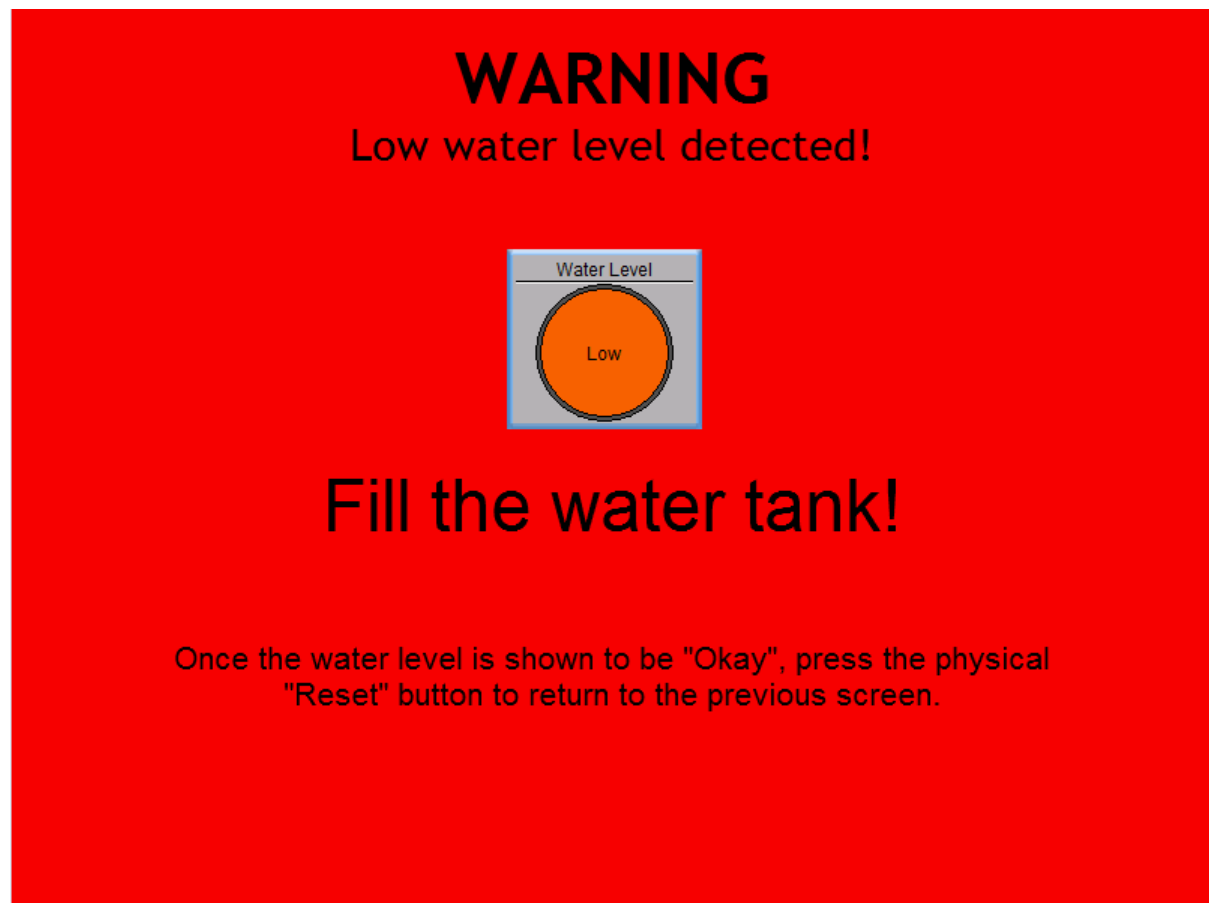 WARNING
Low water level detected!
Water Level
Low
Fill the water tank!
Once the water level is shown to be "Okay", press the physical
"Reset" button to return to the previous screen.